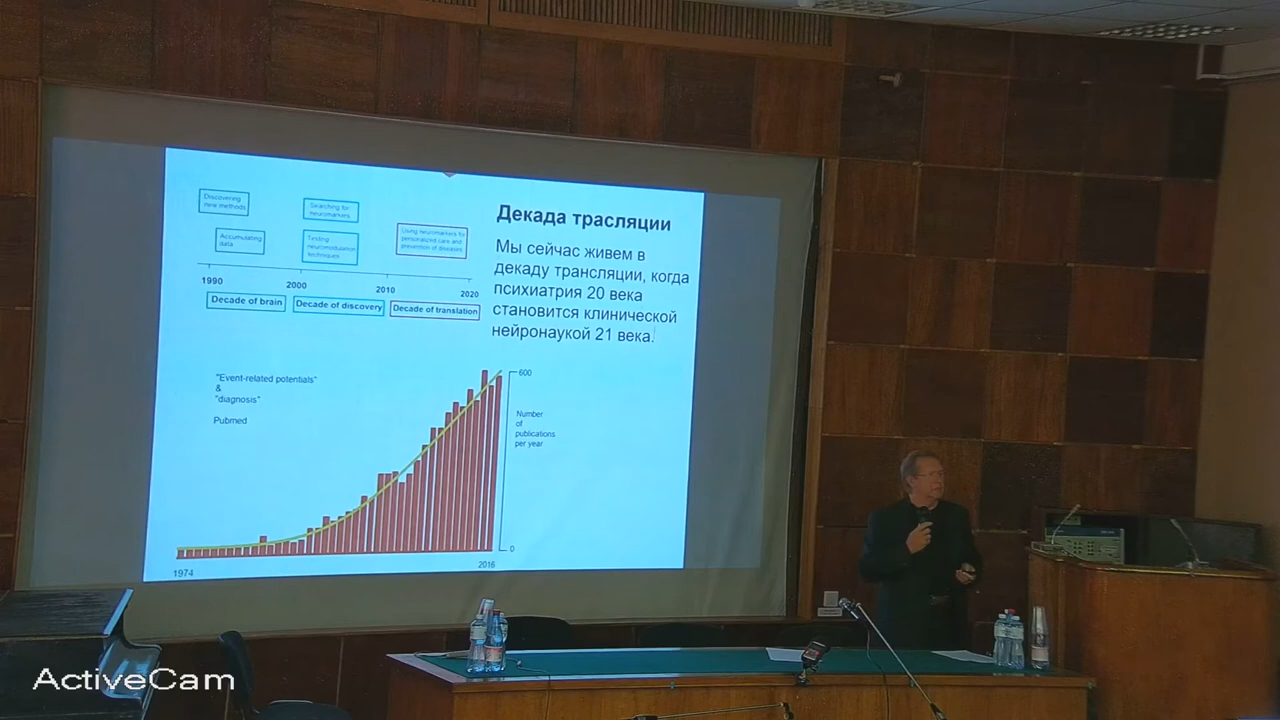 Discovering
new methods
Searching for
neuromarkers.
Accumulating
data
Testing
neuromodulation
techniques
Using neuromarkers for
personalized care and
prevention of diseases
1990
2000
2010
2020
Decade of brain
Decade of discovery
Decade of translation
Декада трасляции
Мы сейчас живем в
декаду трансляции, когда
психиатрия 20 века
становится клинической
нейронаукой 21 века.
"Event-related potentials"
&
"diagnosis"
Pubmed
600
Number
of
publications
per year
0
1974
2016
ActiveCam